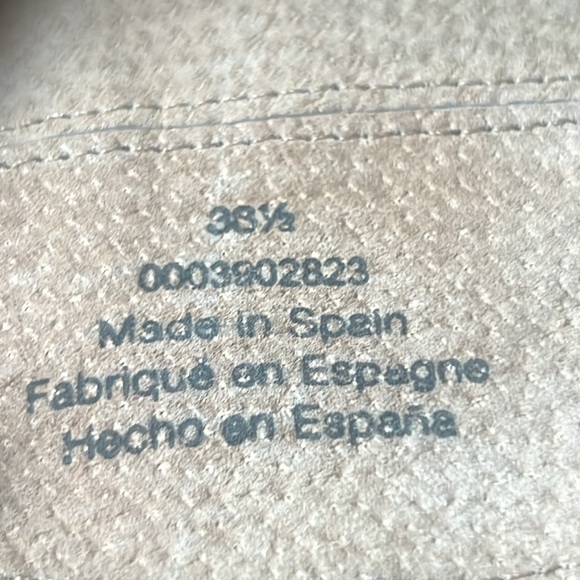 38½
0003902823
Made in Spain
Fabriqué en Espagne
Hecho en España